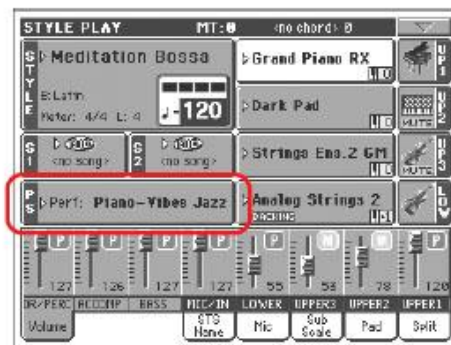 STYLE PLAY MT:0 <no chord> 0
STYLE
Meditation Bossa
Grand Piano RX
UP1
B:Latin
Meter: 4/4 L: 4
120
Dark Pad
MUTE
UP2
S1
<no song>
S2
<no song>
Strings Ens.2 GM
MUTE
UP3
PS
Perf: Piano-Vibes Jazz
Analog Strings 2
BACKING
LOW
P P P P M M P
127 126 127 127 55 53 78 120
DR/PERC ACCOMP BASS MIC/IN LOWER UPPER3 UPPER2 UPPER1
Volume STS Name Mic Sub Scale Pad Split